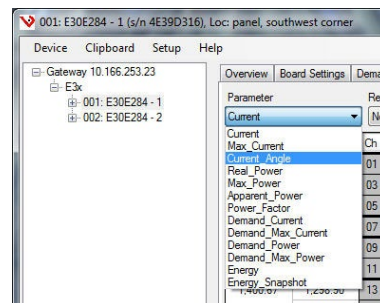 001: E30E284 - 1 (s/n 4E39D316), Loc: panel, southwest corner
Device Clipboard Setup Help
Gateway 10.166.253.23
E3x
001: E30E284 - 1
002: E30E284 - 2
Overview Board Settings
Parameter
Current
Ch
Current
Max_Current
Current_Angle
Real_Power
Max_Power
Apparent_Power
Power_Factor
Demand_Current
Demand_Max_Current
Demand_Power
Demand_Max_Power
Energy
Energy_Snapshot
01
03
05
07
09
11
13